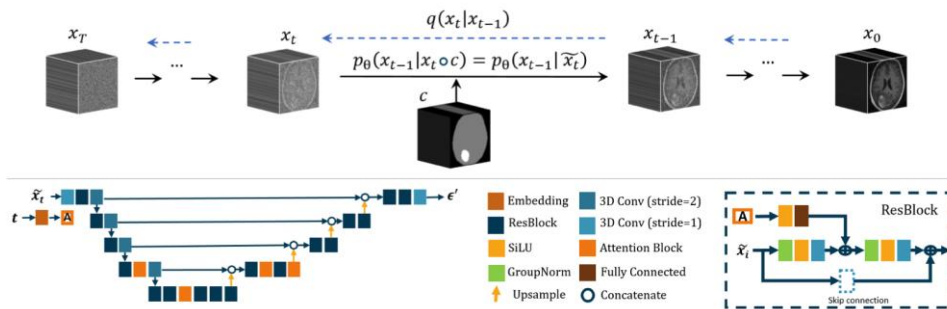 q(x_t|x_{t-1})
x_T
x_t
x_{t-1}
x_0
...
p_θ(x_{t-1}|x_t∘c) = p_θ(x_{t-1}|x̃_t)
...
c
x̃_t
ϵ′
t
A
Embedding
3D Conv (stride=2)
ResBlock
3D Conv (stride=1)
SiLU
Attention Block
GroupNorm
Fully Connected
Upsample
Concatenate
ResBlock
A
x̃_i
Skip connection